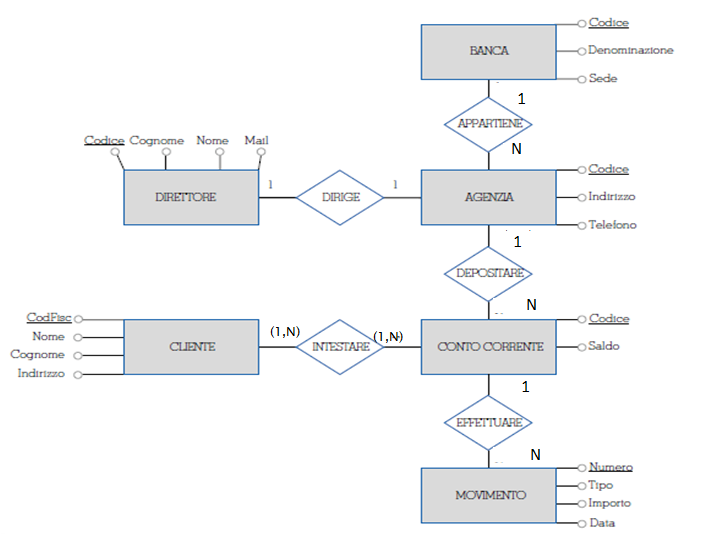 Codice
BANCA
Denominazione
Sede
1
APPARTIENE
N
Codice Cognome Nome Mail
Codice
DIRETTORE
1
DIRIGE
1
AGENZIA
Indirizzo
Telefono
1
DEPOSITARE
N
CodFisc
Nome
Cognome
Indirizzo
CLIENTE
(1,N)
INTESTARE
(1,N)
CONTO CORRENTE
Codice
Saldo
1
EFFETTUARE
N
MOVIMENTO
Numero
Tipo
Importo
Data